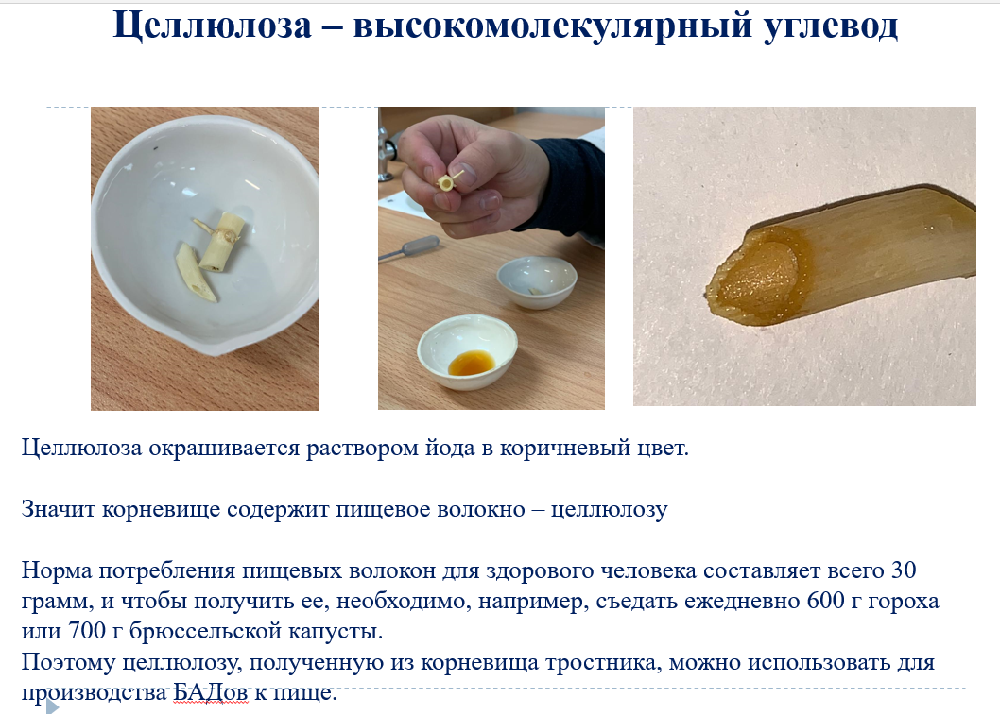 Целлюлоза – высокомолекулярный углевод
Целлюлоза окрашивается раствором йода в коричневый цвет.
Значит корневище содержит пищевое волокно – целлюлозу
Норма потребления пищевых волокон для здорового человека составляет всего 30
грамм, и чтобы получить ее, необходимо, например, съедать ежедневно 600 г гороха
или 700 г брюссельской капусты.
Поэтому целлюлозу, полученную из корневища тростника, можно использовать для
производства БАДов к пище.